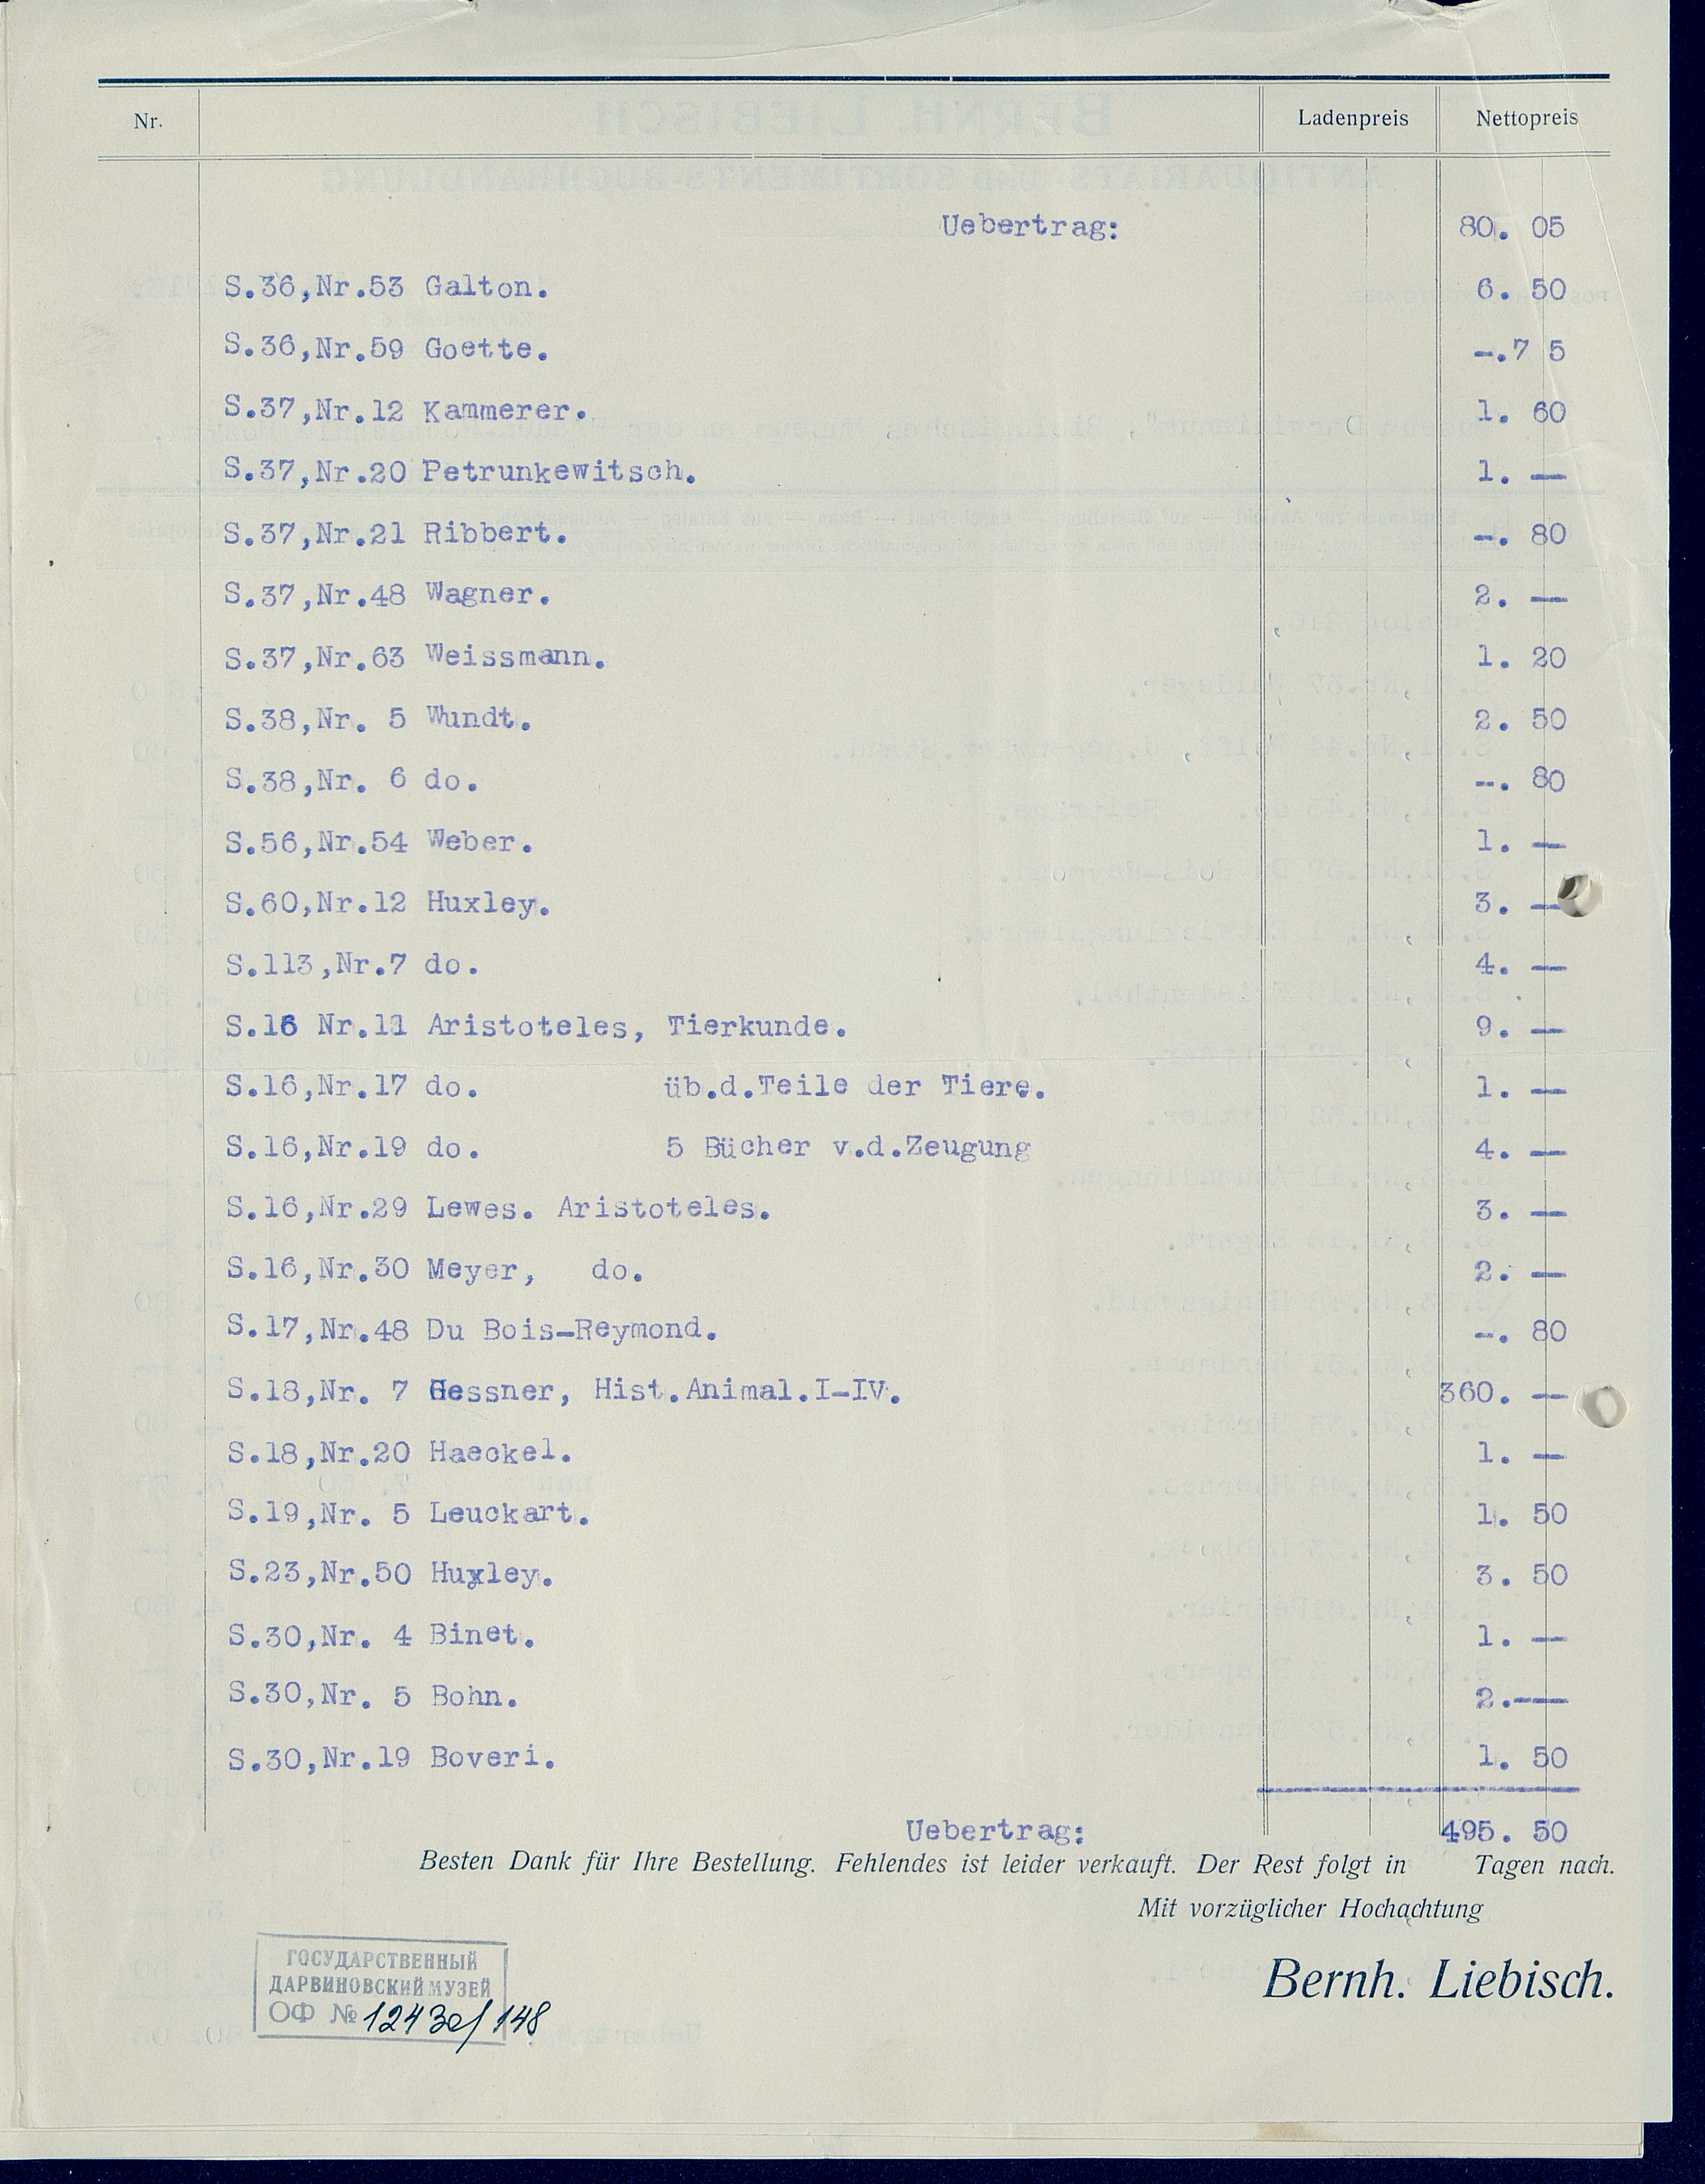 Nr. Ladenpreis Nettopreis
Uebertrag: 80. 05
S.36,Nr.53 Galton. 6. 50
S.36,Nr.59 Goette. -.7 5
S.37,Nr.12 Kammerer. 1. 60
S.37,Nr.20 Petrunkewitsch. 1. —
S.37,Nr.21 Ribbert. -. 80
S.37,Nr.48 Wagner. 2. —
S.37,Nr.63 Weissmann. 1. 20
S.38,Nr. 5 Wundt. 2. 50
S.38,Nr. 6 do. -. 80
S.56,Nr.54 Weber. 1. —
S.60,Nr.12 Huxley. 3. —
S.113,Nr.7 do. 4. —
S.16 Nr.11 Aristoteles, Tierkunde. 9. —
S.16,Nr.17 do. üb.d.Teile der Tiere. 1. —
S.16,Nr.19 do. 5 Bücher v.d.Zeugung 4. —
S.16,Nr.29 Lewes. Aristoteles. 3. —
S.16,Nr.30 Meyer, do. 2. —
S.17,Nr.48 Du Bois-Reymond. -. 80
S.18,Nr. 7 Gessner, Hist.Animal.I-IV. 360. —
S.18,Nr.20 Haeckel. 1. —
S.19,Nr. 5 Leuckart. 1. 50
S.23,Nr.50 Huxley. 3. 50
S.30,Nr. 4 Binet. 1. —
S.30,Nr. 5 Bohn. 2.—
S.30,Nr.19 Boveri. 1. 50
Uebertrag: 495. 50
Besten Dank für Ihre Bestellung. Fehlendes ist leider verkauft. Der Rest folgt in Tagen nach.
Mit vorzüglicher Hochachtung
Bernh. Liebisch.
ГОСУДАРСТВЕННЫЙ
ДАРВИНОВСКИЙ МУЗЕЙ
ОФ № 12430/148